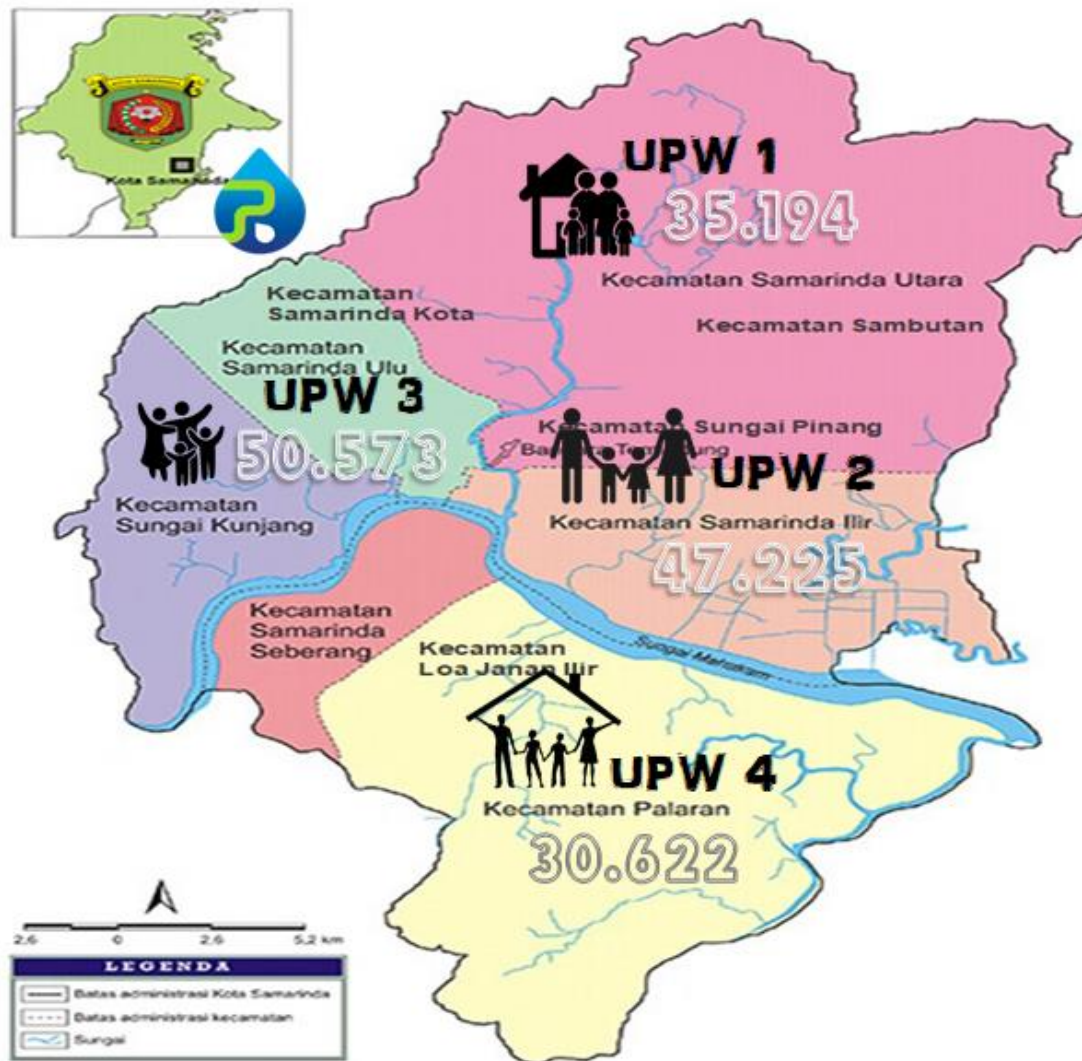 Kota Samarinda
UPW 1
35.194
Kecamatan Samarinda Utara
Kecamatan
Samarinda Kota
Kecamatan Sambutan
Kecamatan
Samarinda Ulu
UPW 3
50.573
Kecamatan Sungai Pinang
UPW 2
Kecamatan
Sungai Kunjang
Kecamatan Samarinda Ilir
47.225
Kecamatan
Samarinda
Seberang
Kecamatan
Loa Janan Ilir
Sungai Mahakam
UPW 4
Kecamatan Palaran
30.622
2,6 0 2,6 5,2 km
LEGENDA
Batas administrasi Kota Samarinda
Batas administrasi kecamatan
Sungai